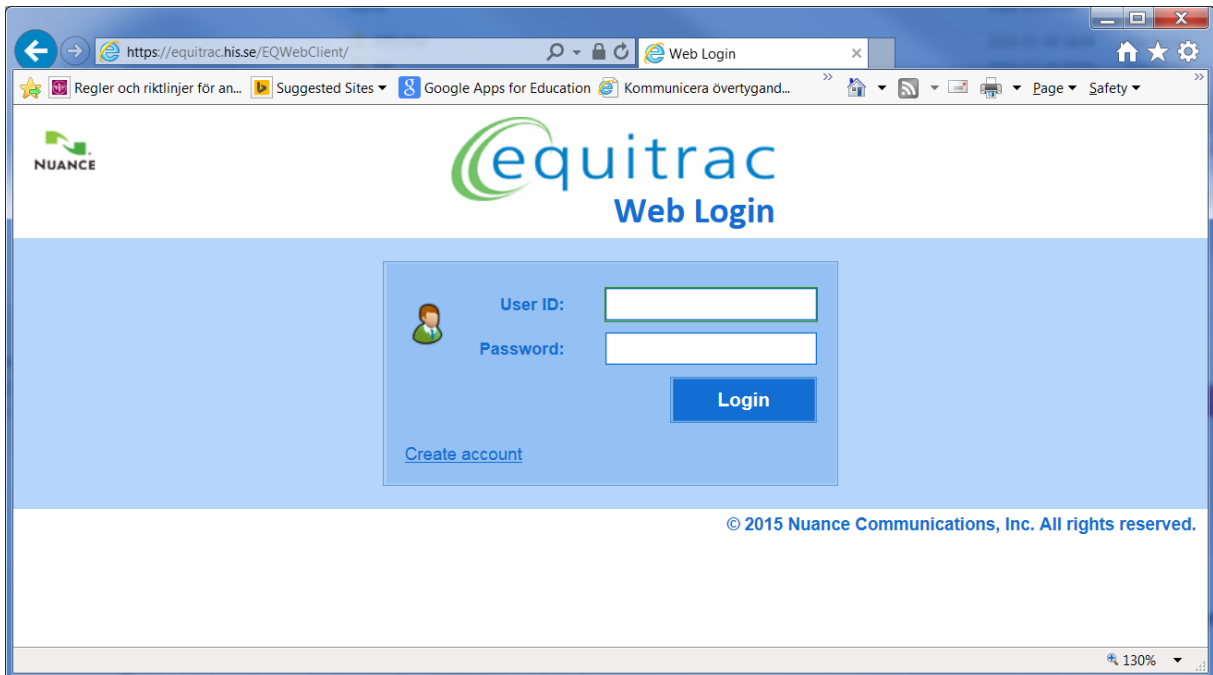 https://equitrac.his.se/EQWebClient/
Web Login
Regler och riktlinjer för an...
Suggested Sites
Google Apps for Education
Kommunicera övertygand...
Page
Safety
NUANCE
equitrac
Web Login
User ID:
Password:
Login
Create account
© 2015 Nuance Communications, Inc. All rights reserved.
130%